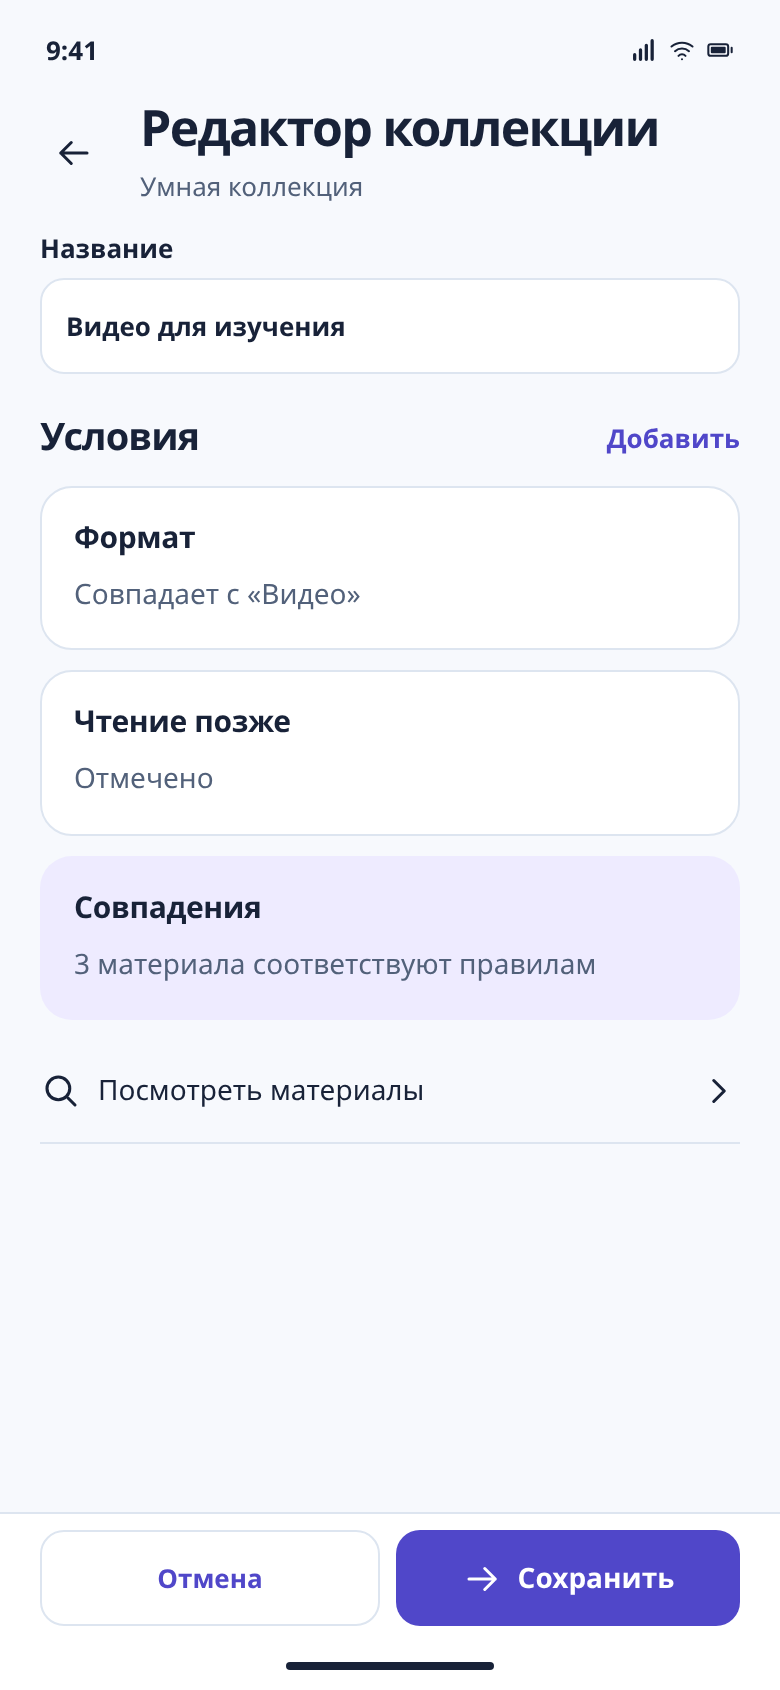 9:41
Редактор коллекции
Умная коллекция
Название
Видео для изучения
Условия
Добавить
Формат
Совпадает с «Видео»
Чтение позже
Отмечено
Совпадения
3 материала соответствуют правилам
Посмотреть материалы
Отмена
Сохранить